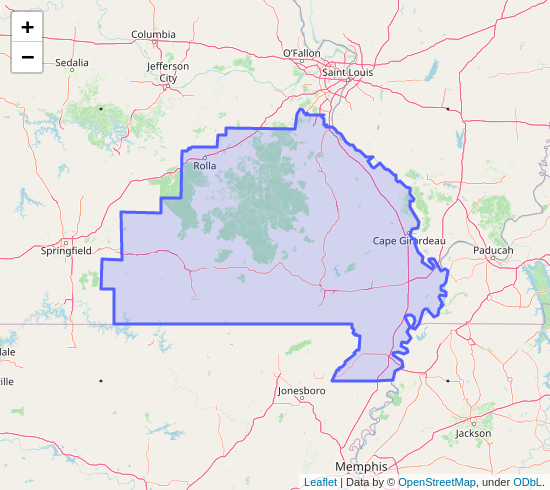 +
−
Columbia
O'Fallon
Sedalia
Jefferson
City
Saint Louis
Rolla
Cape Girardeau
Springfield
Paducah
dale
ville
Jonesboro
Jackson
Memphis
Leaflet | Data by © OpenStreetMap, under ODbL.